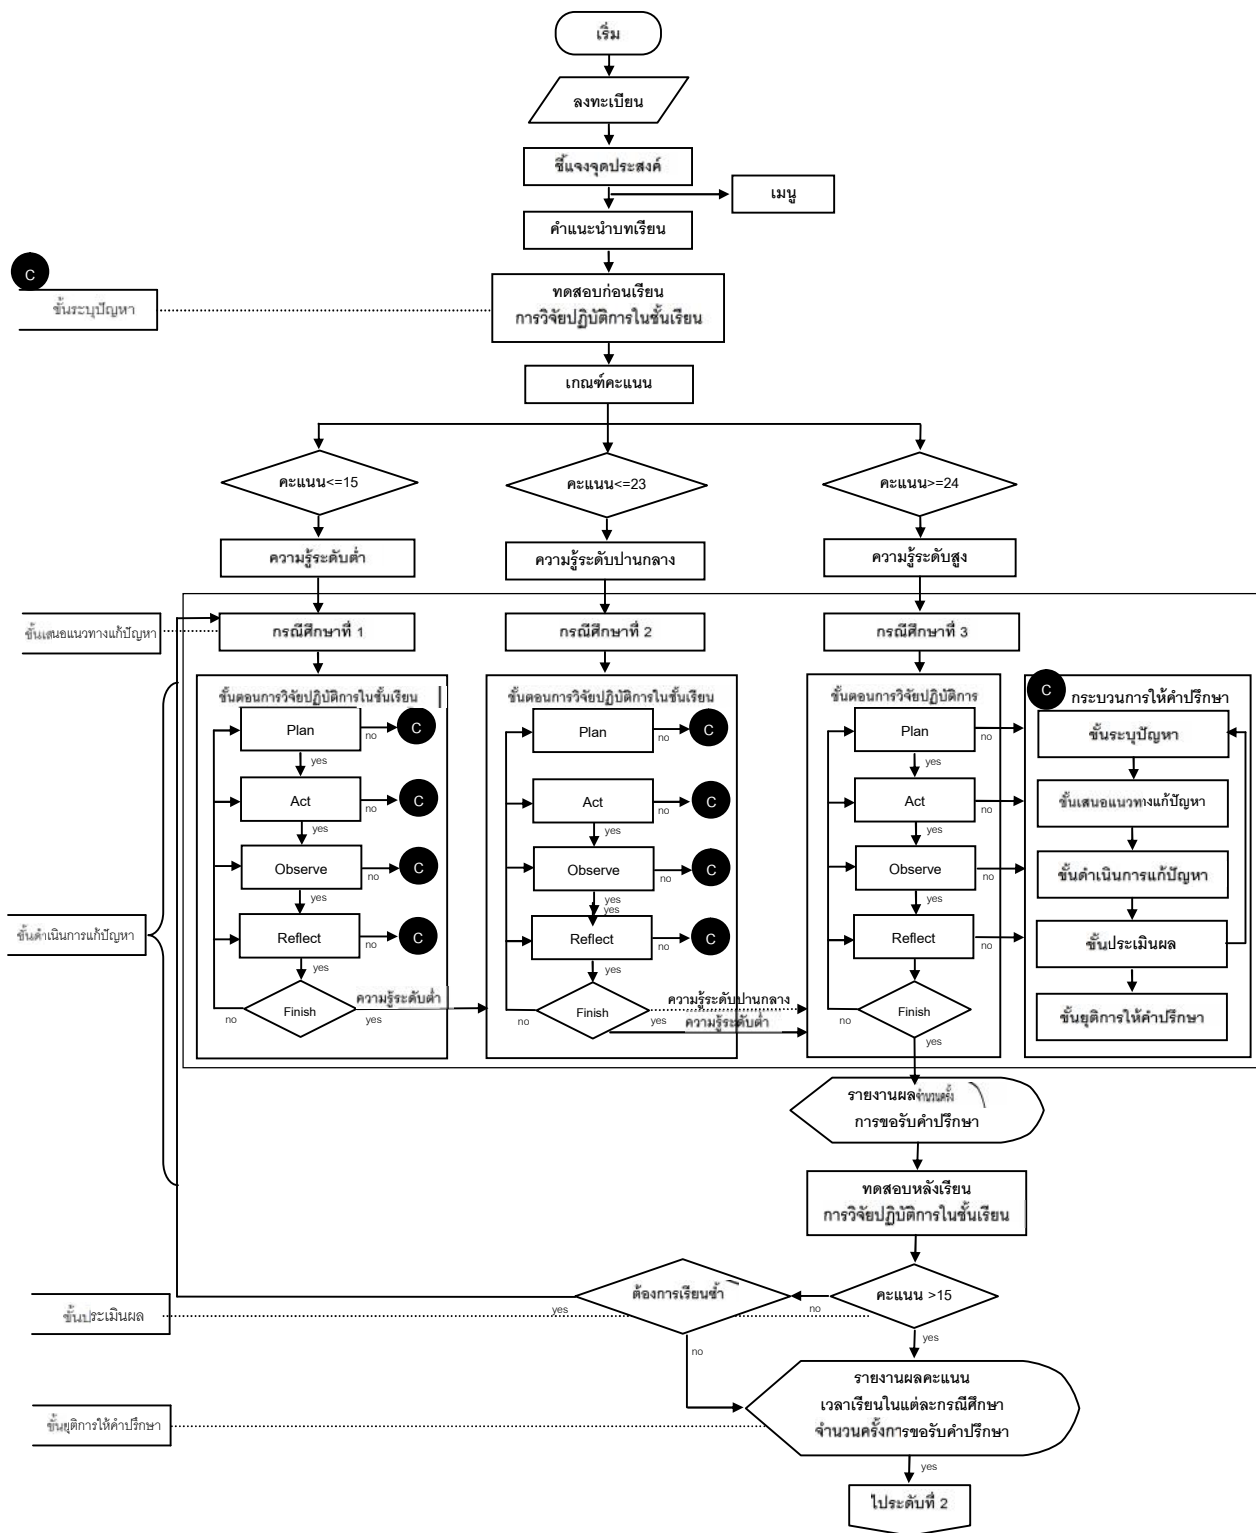 เริ่ม
ลงทะเบียน
ชี้แจงจุดประสงค์
เมนู
คำแนะนำบทเรียน
C
ขั้นระบุปัญหา
ทดสอบก่อนเรียน
การวิจัยปฏิบัติการในชั้นเรียน
เกณฑ์คะแนน
คะแนน<=15
คะแนน<=23
คะแนน>=24
ความรู้ระดับต่ำ
ความรู้ระดับปานกลาง
ความรู้ระดับสูง
ขั้นเสนอแนวทางแก้ปัญหา
กรณีศึกษาที่ 1
กรณีศึกษาที่ 2
กรณีศึกษาที่ 3
ขั้นตอนการวิจัยปฏิบัติการในชั้นเรียน
Plan
no
C
yes
Act
no
C
yes
Observe
no
C
yes
Reflect
no
C
yes
Finish
no
yes
ความรู้ระดับต่ำ
ขั้นตอนการวิจัยปฏิบัติการในชั้นเรียน
Plan
no
C
Act
no
C
yes
Observe
no
yes
yes
Reflect
no
C
yes
Finish
no
yes
ความรู้ระดับปานกลาง
ความรู้ระดับต่ำ
ขั้นตอนการวิจัยปฏิบัติการ
Plan
no
yes
Act
no
yes
Observe
no
yes
Reflect
no
Finish
no
yes
C
กระบวนการให้คำปรึกษา
ขั้นระบุปัญหา
ขั้นเสนอแนวทางแก้ปัญหา
ขั้นดำเนินการแก้ปัญหา
ขั้นประเมินผล
ขั้นยุติการให้คำปรึกษา
ขั้นดำเนินการแก้ปัญหา
รายงานผลจำนวนครั้ง
การขอรับคำปรึกษา
ทดสอบหลังเรียน
การวิจัยปฏิบัติการในชั้นเรียน
คะแนน >15
no
yes
ต้องการเรียนซ้ำ
yes
no
ขั้นประเมินผล
รายงานผลคะแนน
เวลาเรียนในแต่ละกรณีศึกษา
จำนวนครั้งการขอรับคำปรึกษา
ขั้นยุติการให้คำปรึกษา
yes
ไประดับที่ 2